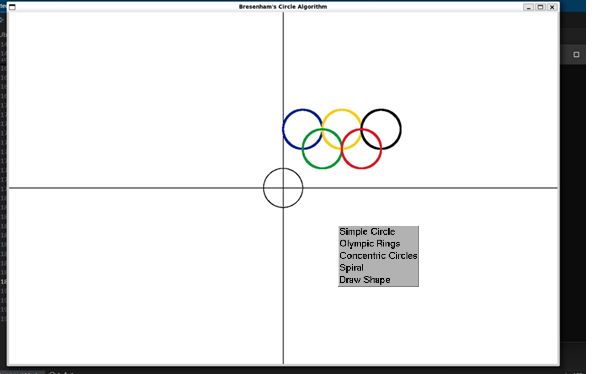 Bresenham's Circle Algorithm
Simple Circle
Olympic Rings
Concentric Circles
Spiral
Draw Shape